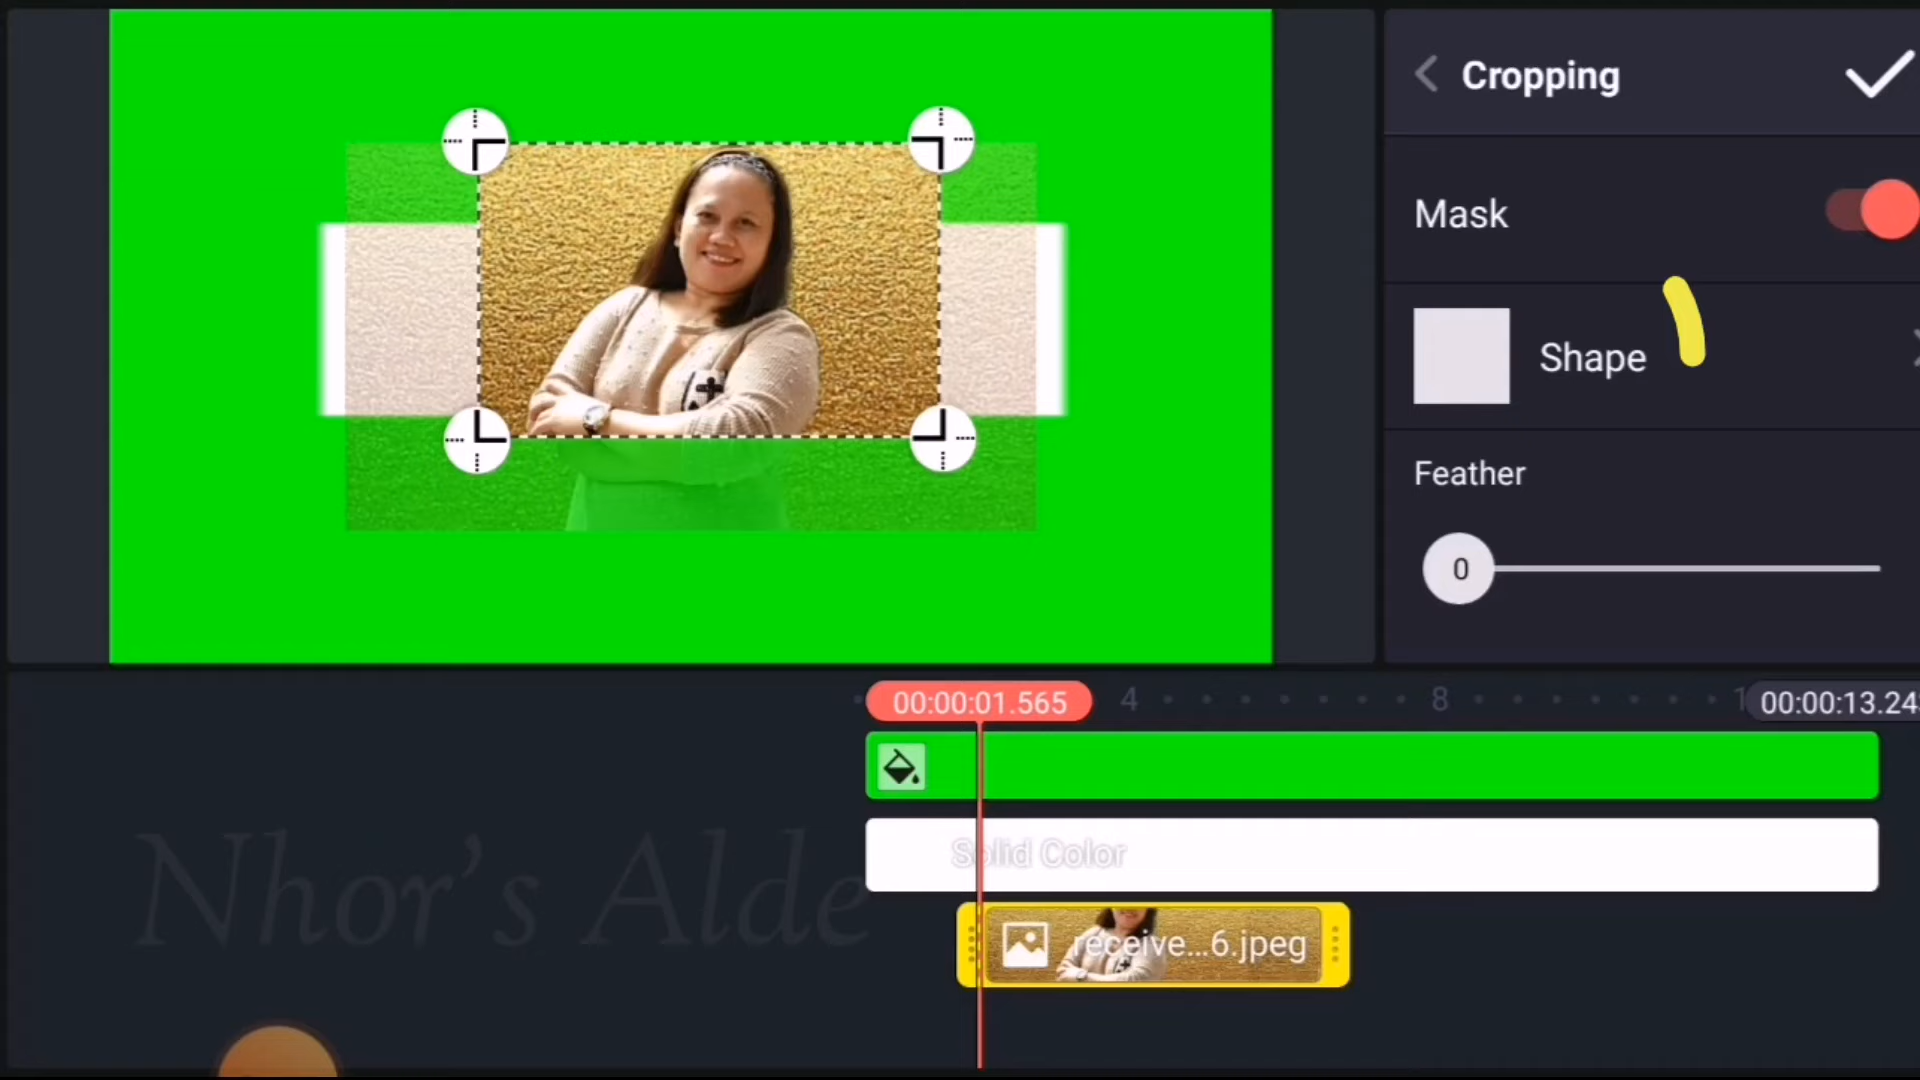 Cropping
Mask
Shape
Feather
0
00:00:01.565
4
8
00:00:13.24
Solid Color
receive...6.jpeg
Nhor's Alde